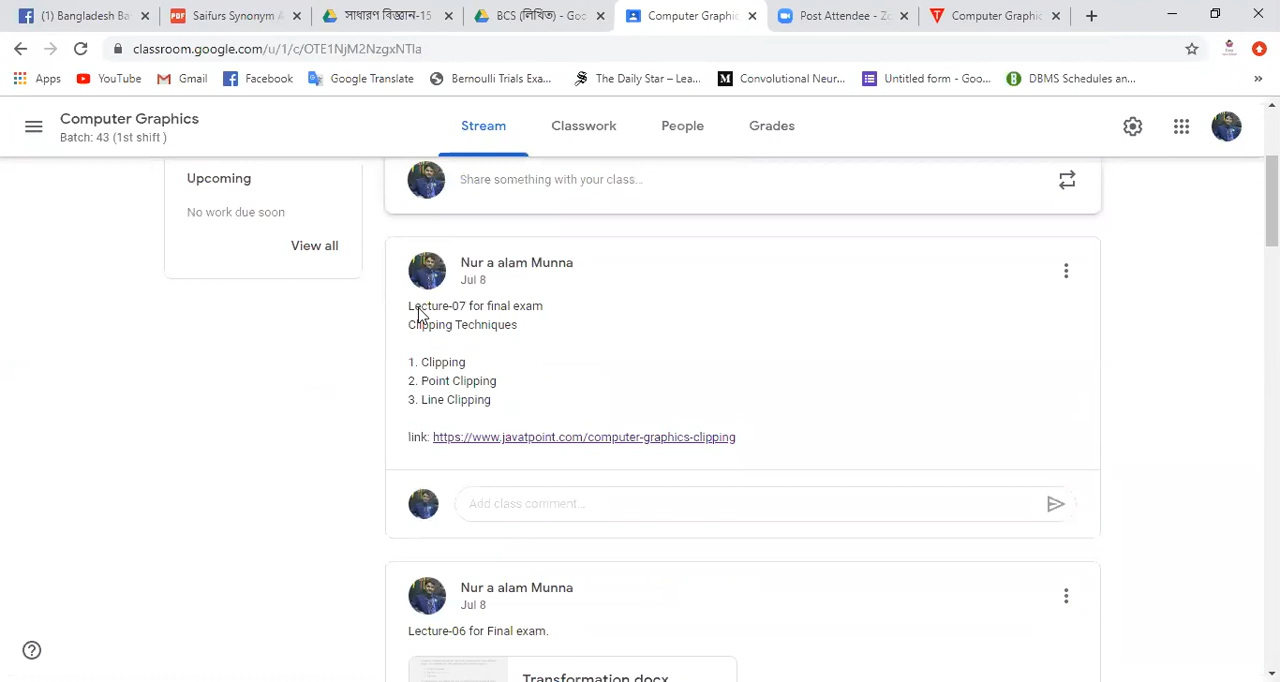 (1) Bangladesh Ba
Saifurs Synonym A
সাধারণ বিজ্ঞান-15
BCS (লিখিত) - Goo
Computer Graphic
Post Attendee - Zo
Computer Graphic
classroom.google.com/u/1/c/OTE1NjM2NzgxNTIa
Apps
YouTube
Gmail
Facebook
Google Translate
Bernoulli Trials Exa...
The Daily Star – Lea...
Convolutional Neur...
Untitled form - Goo...
DBMS Schedules an...
»
Computer Graphics
Batch: 43 (1st shift )
Stream
Classwork
People
Grades
Upcoming
No work due soon
View all
Share something with your class...
Nur a alam Munna
Jul 8
Lecture-07 for final exam
Clipping Techniques
1. Clipping
2. Point Clipping
3. Line Clipping
link: https://www.javatpoint.com/computer-graphics-clipping
Add class comment...
Nur a alam Munna
Jul 8
Lecture-06 for Final exam.
Transformation.docx